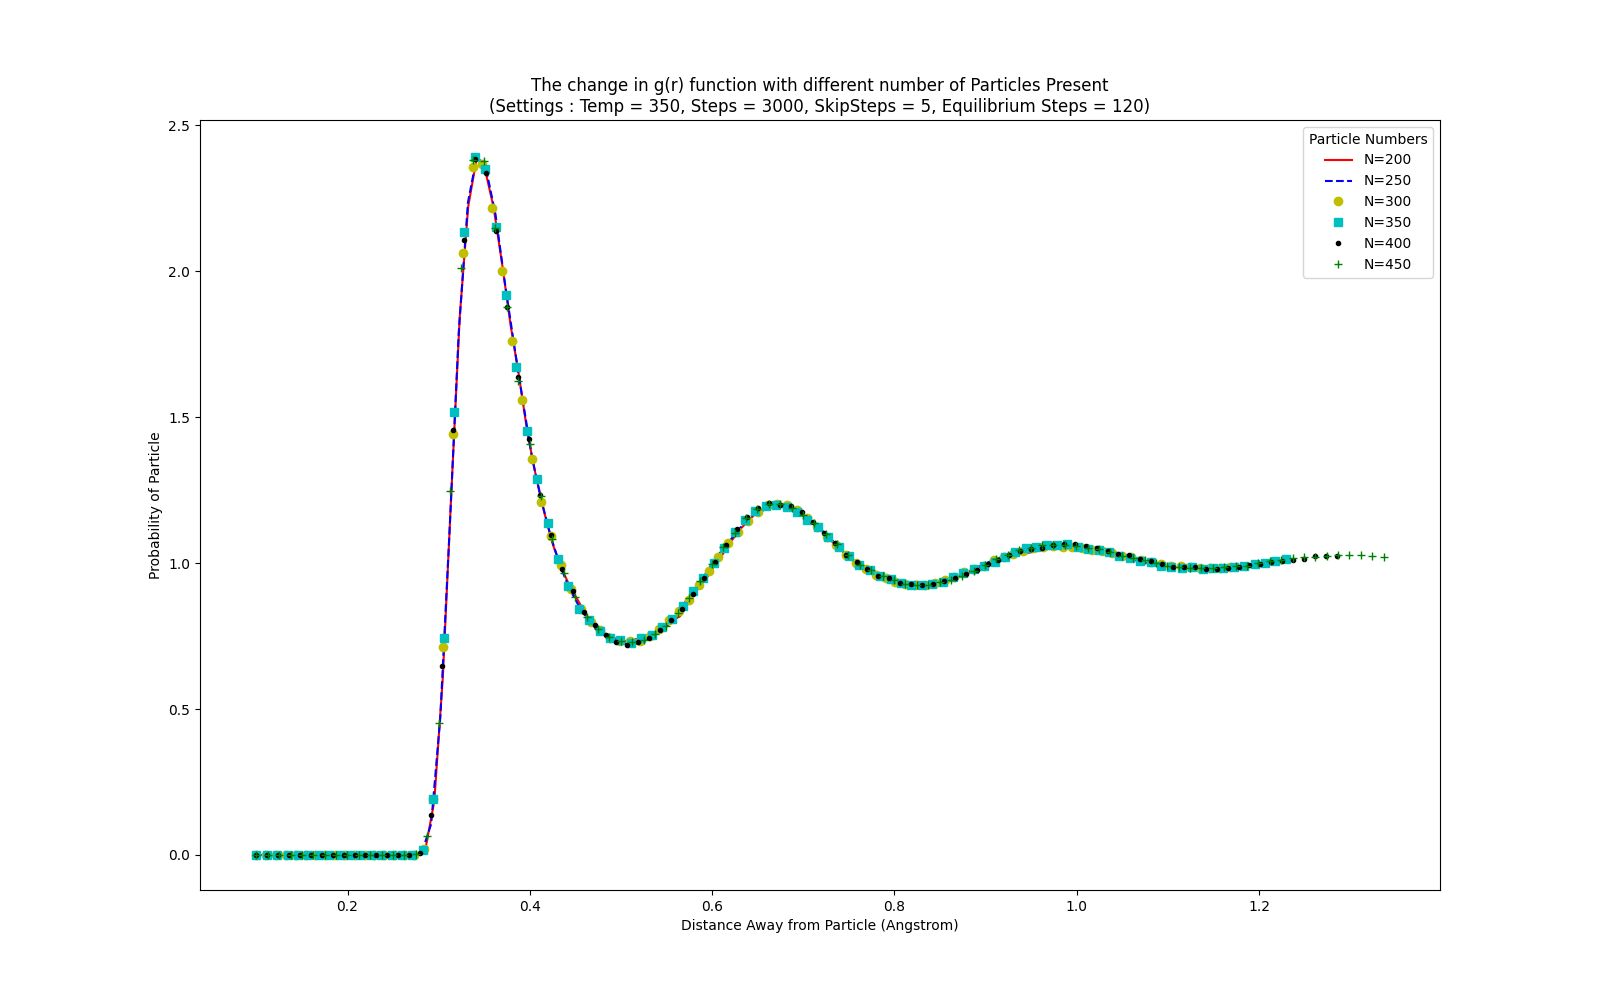 The change in g(r) function with different number of Particles Present
(Settings : Temp = 350, Steps = 3000, SkipSteps = 5, Equilibrium Steps = 120)
Particle Numbers
N=200
N=250
N=300
N=350
N=400
N=450
Probability of Particle
2.5
2.0
1.5
1.0
0.5
0.0
0.2 0.4 0.6 0.8 1.0 1.2
Distance Away from Particle (Angstrom)